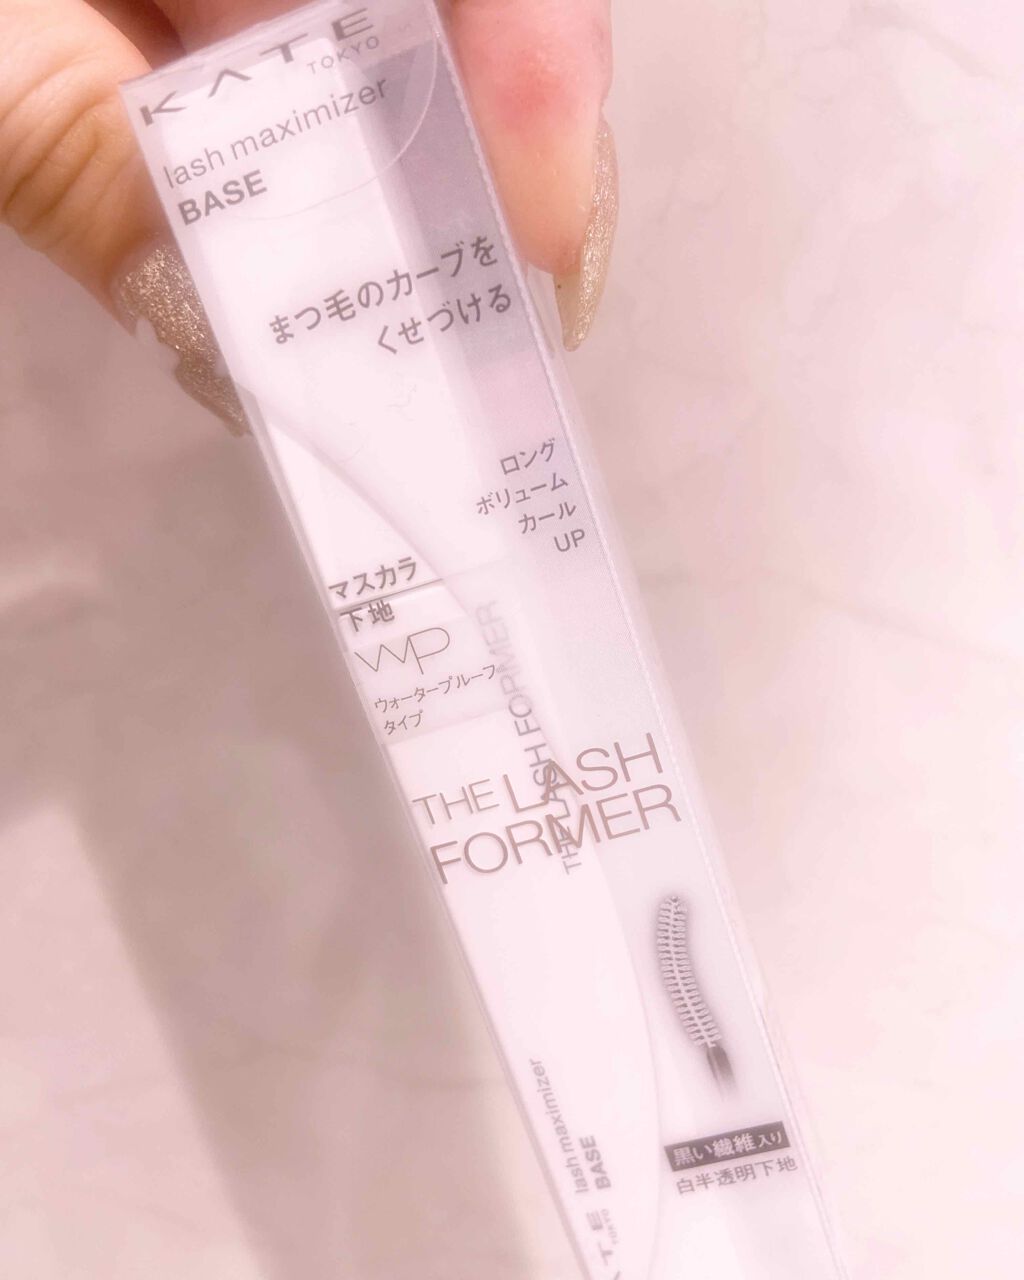 KATE
TOKYO
lash maximizer
BASE
まつ毛のカーブを
くせづける
ロング
ボリューム
カール
UP
マスカラ
下地
WP
ウォータープルーフ
タイプ
THE LASH FORMER
THE LASH
FORMER
黒い繊維入り
白半透明下地
lash maximizer
BASE
KATE
TOKYO